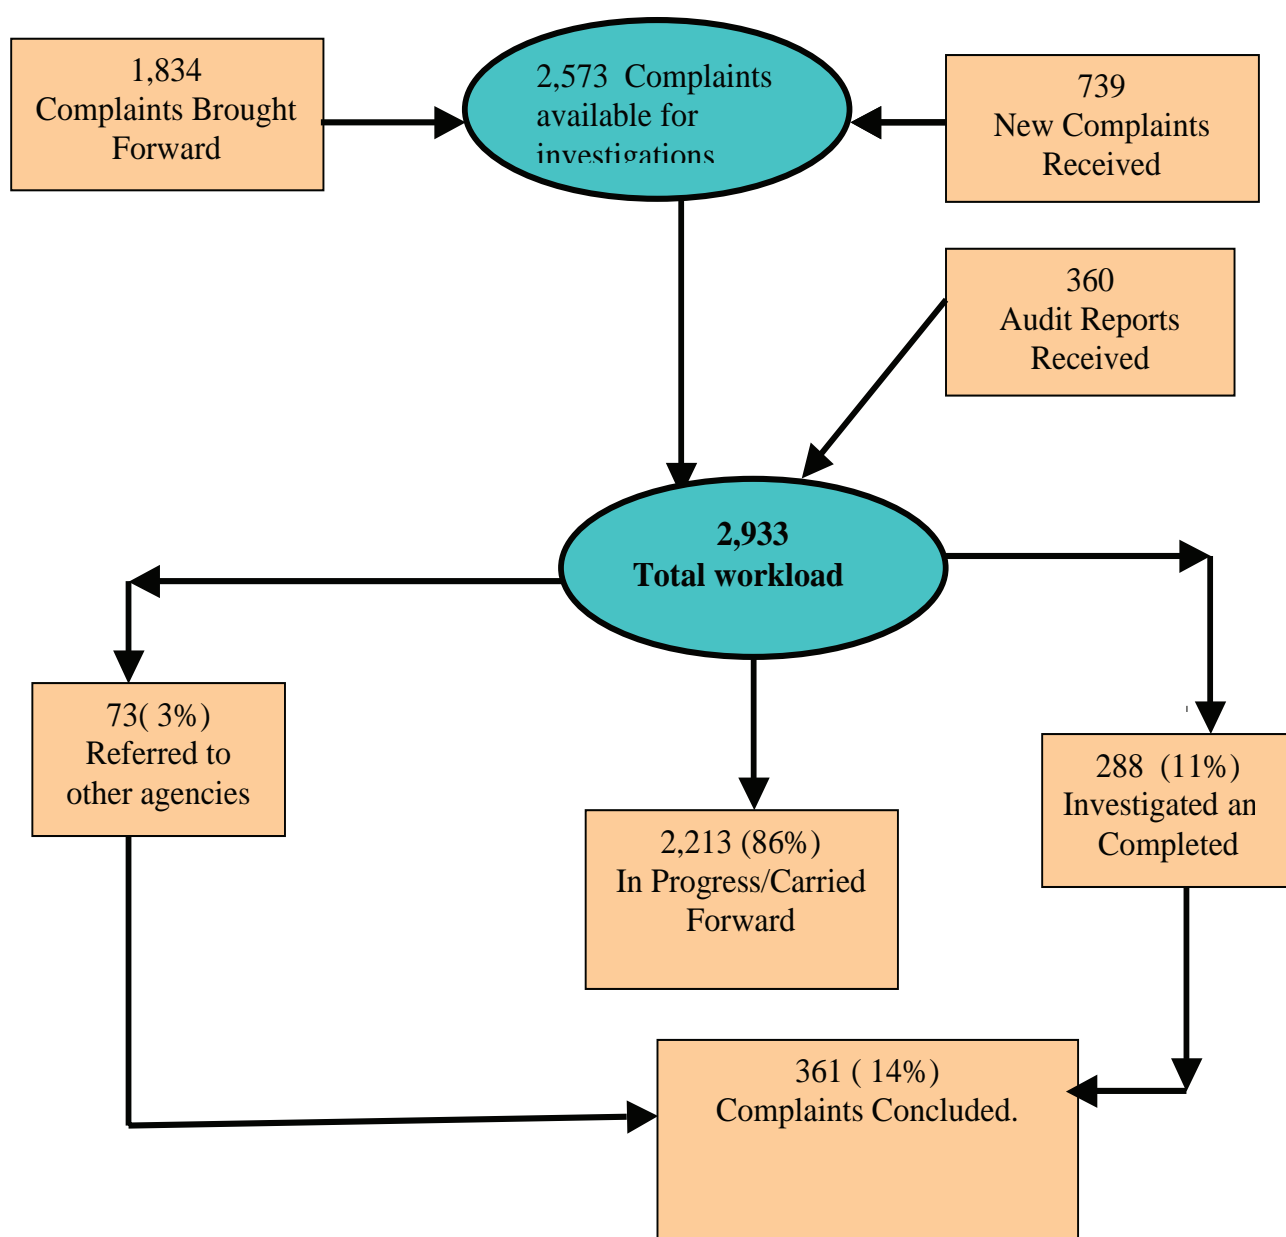 1,834
Complaints Brought
Forward
2,573 Complaints
available for
investigations
739
New Complaints
Received
360
Audit Reports
Received
2,933
Total workload
73( 3%)
Referred to
other agencies
2,213 (86%)
In Progress/Carried
Forward
288 (11%)
Investigated an
Completed
361 ( 14%)
Complaints Concluded.